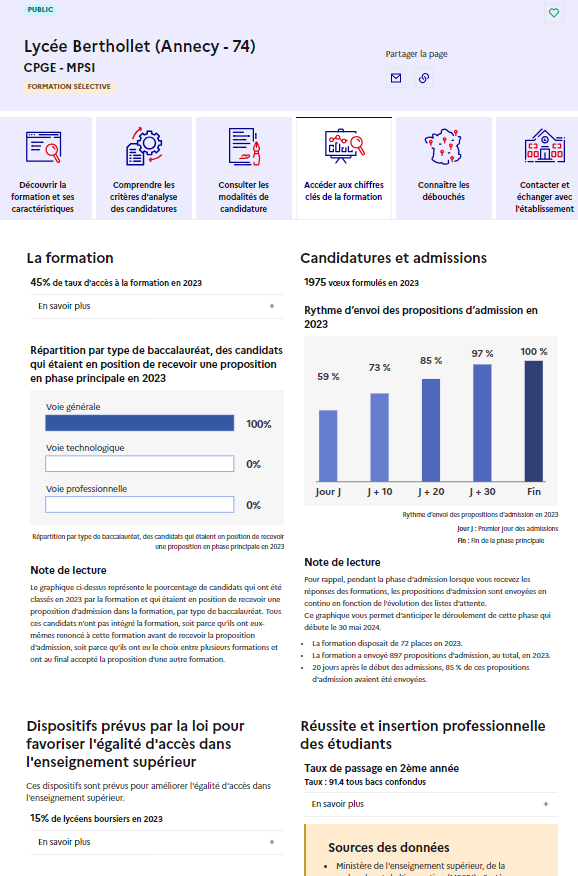 PUBLIC
Lycée Berthollet (Annecy - 74)
CPGE - MPSI
FORMATION SÉLECTIVE
Partager la page
Découvrir la
formation et ses
caractéristiques
Comprendre les
critères d'analyse
des candidatures
Consulter les
modalités de
candidature
Accéder aux chiffres
clés de la formation
Connaître les
débouchés
Contacter et
échanger avec
l'établissement
La formation
45% de taux d'accès à la formation en 2023
En savoir plus +
Répartition par type de baccalauréat, des candidats
qui étaient en position de recevoir une proposition
en phase principale en 2023
Voie générale
100%
Voie technologique
0%
Voie professionnelle
0%
Répartition par type de baccalauréat, des candidats qui étaient en position de recevoir
une proposition en phase principale en 2023
Note de lecture
Le graphique ci-dessus représente le pourcentage de candidats qui ont été
classés en 2023 par la formation et qui étaient en position de recevoir une
proposition d'admission dans la formation, par type de baccalauréat. Tous
ces candidats n'ont pas intégré la formation, soit parce qu'ils ont eux-
mêmes renoncé à cette formation avant de recevoir la proposition
d'admission, soit parce qu'ils ont eu le choix entre plusieurs formations et
ont au final accepté la proposition d'une autre formation.
Candidatures et admissions
1975 vœux formulés en 2023
Rythme d'envoi des propositions d'admission en
2023
59 %
73 %
85 %
97 %
100 %
Jour J
J + 10
J + 20
J + 30
Fin
Rythme d'envoi des propositions d'admission en 2023
Jour J : Premier jour des admissions
Fin : Fin de la phase principale
Note de lecture
Pour rappel, pendant la phase d'admission lorsque vous recevez les
réponses des formations, les propositions d'admission sont envoyées en
continu en fonction de l'évolution des listes d'attente.
Ce graphique vous permet d'anticiper le déroulement de cette phase qui
débute le 30 mai 2024.
• La formation disposait de 72 places en 2023.
• La formation a envoyé 897 propositions d'admission, au total, en 2023.
• 20 jours après le début des admissions, 85 % de ces propositions
d'admission avaient été envoyées.
Dispositifs prévus par la loi pour
favoriser l'égalité d'accès dans
l'enseignement supérieur
Ces dispositifs sont prévus pour améliorer l'égalité d'accès dans
l'enseignement supérieur.
15% de lycéens boursiers en 2023
En savoir plus +
Réussite et insertion professionnelle
des étudiants
Taux de passage en 2ème année
Taux : 91.4 tous bacs confondus
En savoir plus +
Sources des données
• Ministère de l'enseignement supérieur, de la